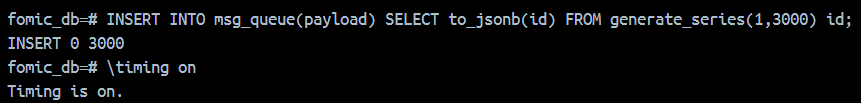 fomic_db=# INSERT INTO msg_queue(payload) SELECT to_jsonb(id) FROM generate_series(1,3000) id;
INSERT 0 3000
fomic_db=# \timing on
Timing is on.